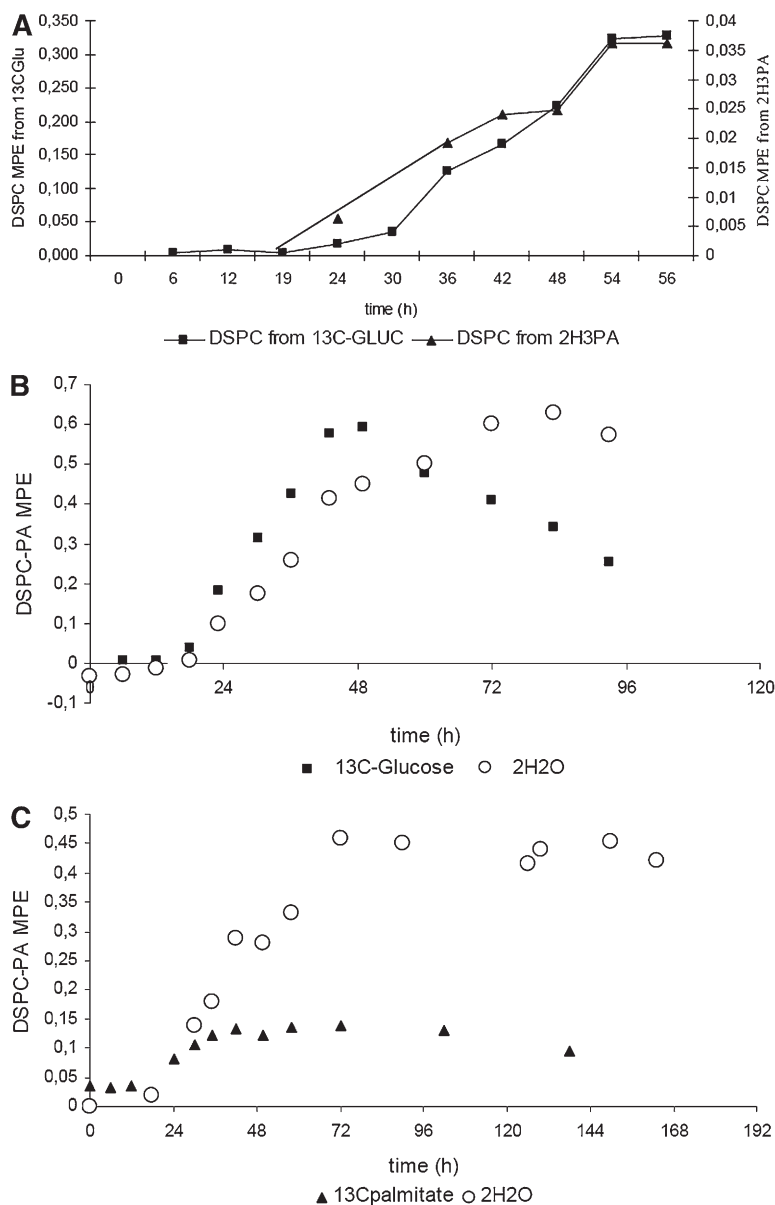 A
DSPC MPE from 13CGlu
0,350
0,300
0,250
0,200
0,150
0,100
0,050
0,000
0,04
0,035
0,03
0,025
0,02
0,015
0,01
0,005
0
DSPC MPE from 2H3PA
0 6 12 19 24 30 36 42 48 54 56
time (h)
DSPC from 13C-GLUC DSPC from 2H3PA
B
DSPC-PA MPE
0,7
0,6
0,5
0,4
0,3
0,2
0,1
0
-0,1
0 24 48 72 96 120
time (h)
13C-Glucose 2H2O
C
DSPC-PA MPE
0,5
0,45
0,4
0,35
0,3
0,25
0,2
0,15
0,1
0,05
0
0 24 48 72 96 120 144 168 192
time (h)
13Cpalmitate 2H2O